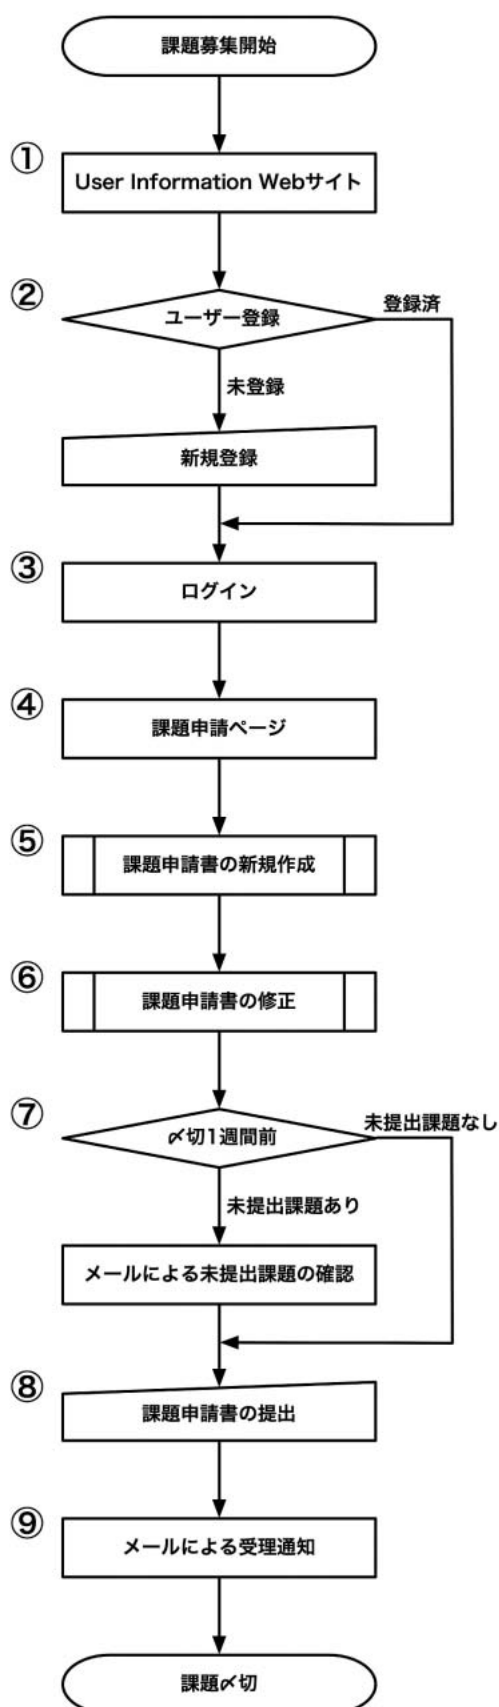 課題募集開始
①
User Information Webサイト
②
ユーザー登録
登録済
未登録
新規登録
③
ログイン
④
課題申請ページ
⑤
課題申請書の新規作成
⑥
課題申請書の修正
⑦
〆切1週間前
未提出課題なし
未提出課題あり
メールによる未提出課題の確認
⑧
課題申請書の提出
⑨
メールによる受理通知
課題〆切